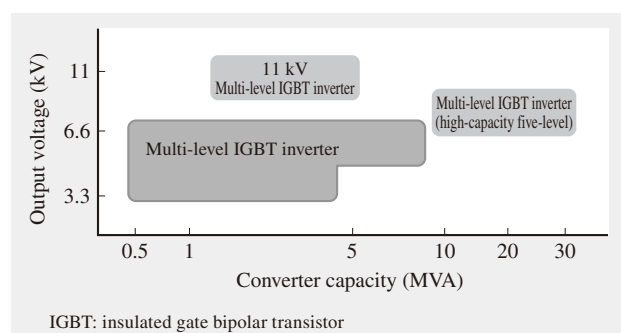 Output voltage (kV)
11
6.6
3.3
11 kV
Multi-level IGBT inverter
Multi-level IGBT inverter
(high-capacity five-level)
Multi-level IGBT inverter
0.5 1 5 10 20 30
Converter capacity (MVA)
IGBT: insulated gate bipolar transistor